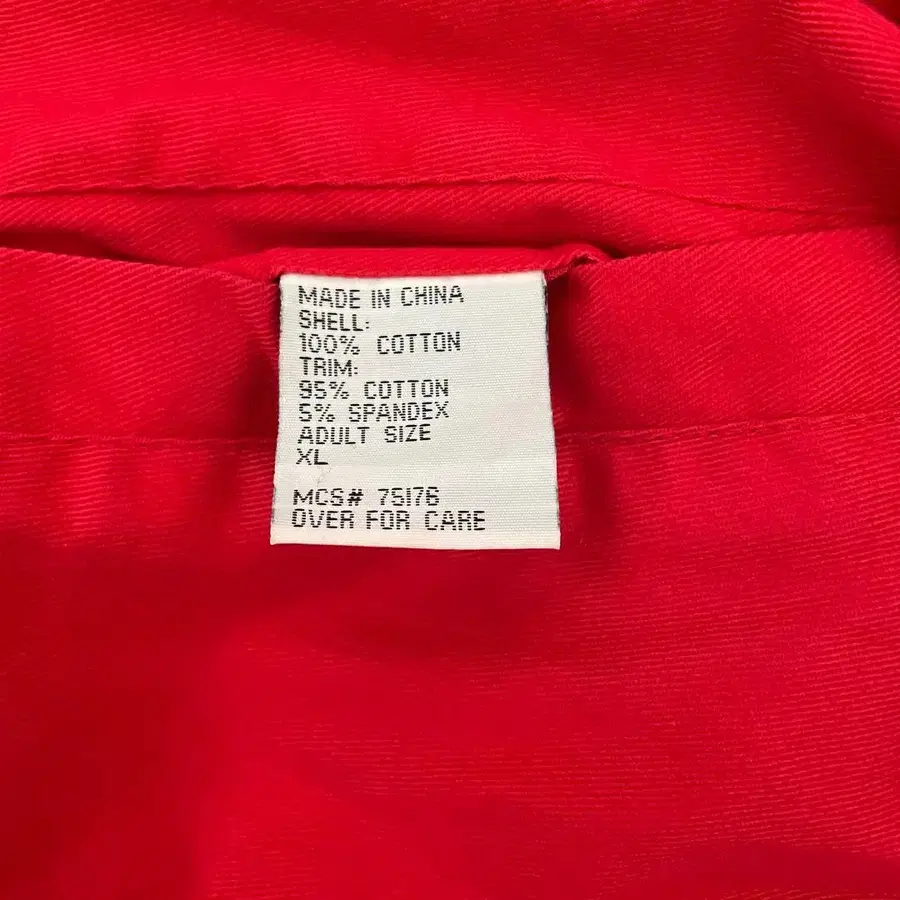 MADE IN CHINA
SHELL:
100% COTTON
TRIM:
95% COTTON
5% SPANDEX
ADULT SIZE
XL
MCS# 75176
OVER FOR CARE